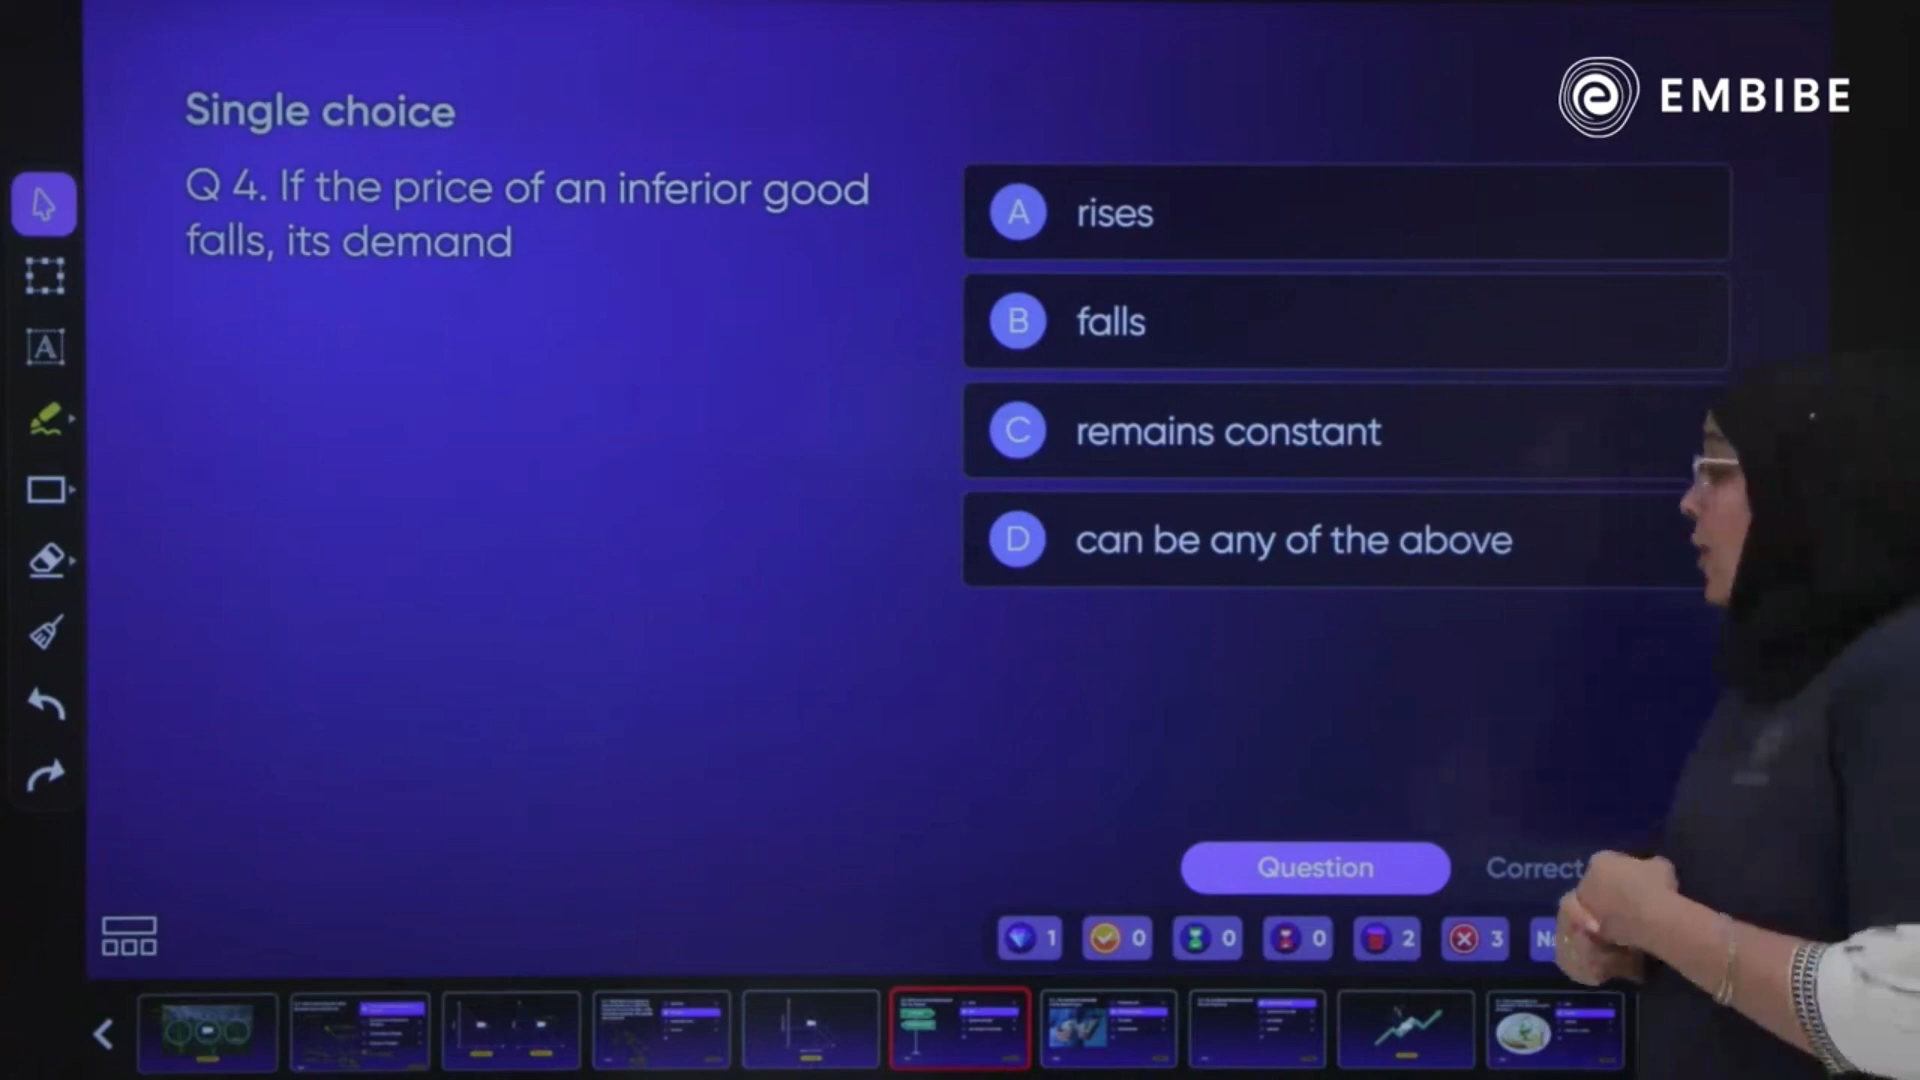 EMBIBE
Single choice
Q 4. If the price of an inferior good
falls, its demand
A rises
B falls
C remains constant
D can be any of the above
Question
Correct
1
0
0
0
2
3